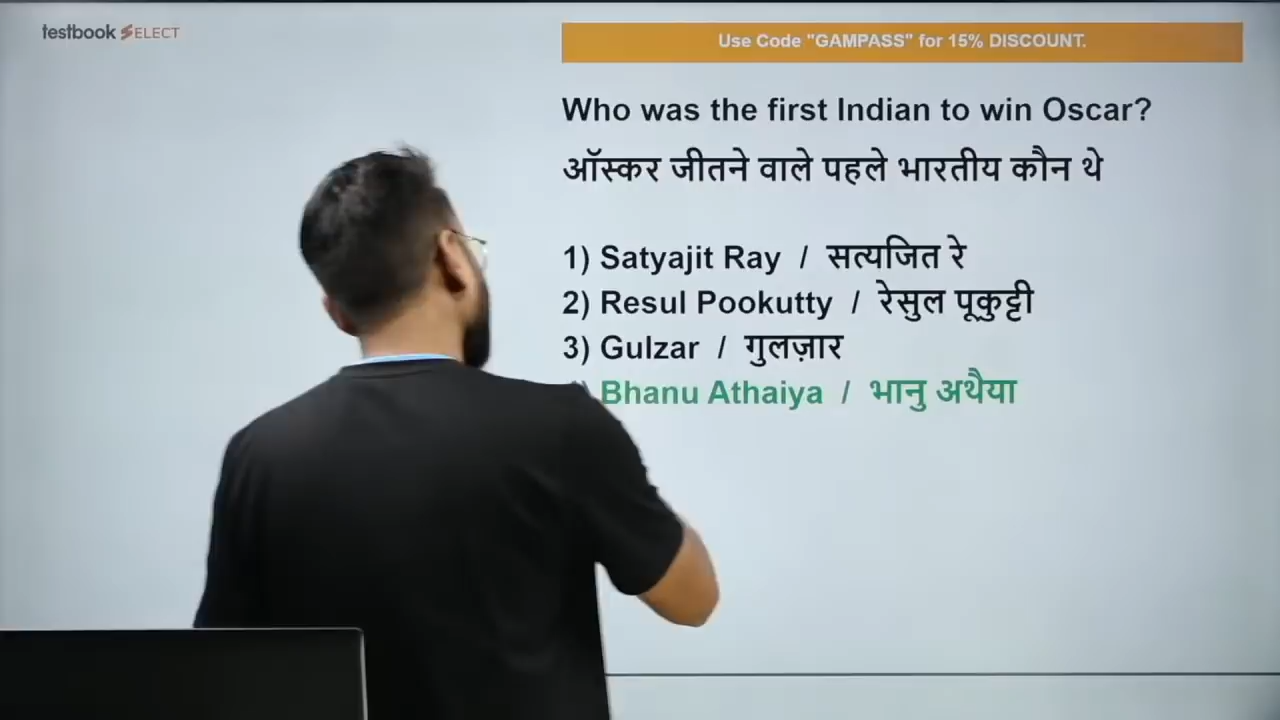 testbook SELECT
Use Code "GAMPASS" for 15% DISCOUNT.
Who was the first Indian to win Oscar?
ऑस्कर जीतने वाले पहले भारतीय कौन थे
1) Satyajit Ray / सत्यजित रे
2) Resul Pookutty / रेसुल पूकुट्टी
3) Gulzar / गुलज़ार
) Bhanu Athaiya / भानु अथैया